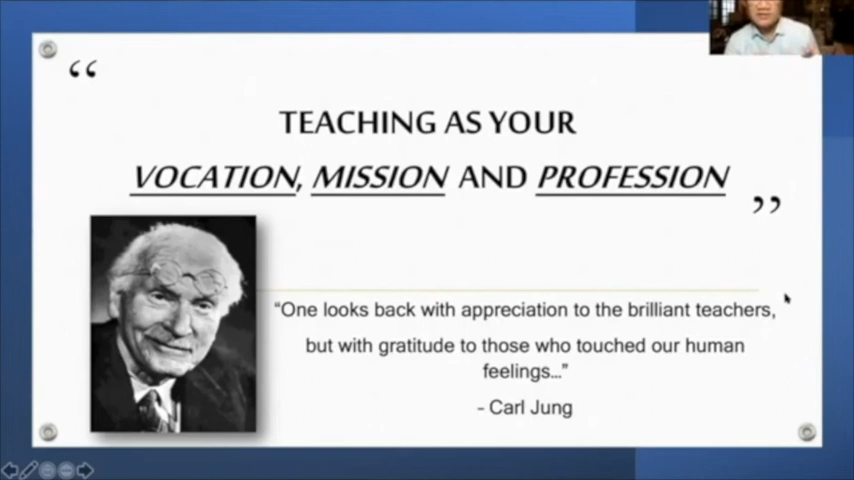 “
TEACHING AS YOUR
VOCATION, MISSION AND PROFESSION
”
“One looks back with appreciation to the brilliant teachers,
but with gratitude to those who touched our human
feelings...”
- Carl Jung